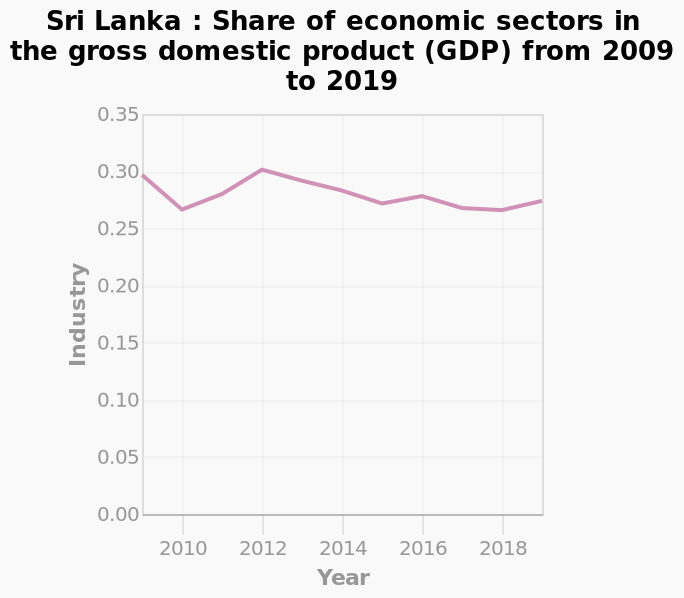 Sri Lanka : Share of economic sectors in
the gross domestic product (GDP) from 2009
to 2019
0.35
0.30
0.25
0.20
0.15
0.10
0.05
0.00
Industry
2010 2012 2014 2016 2018
Year